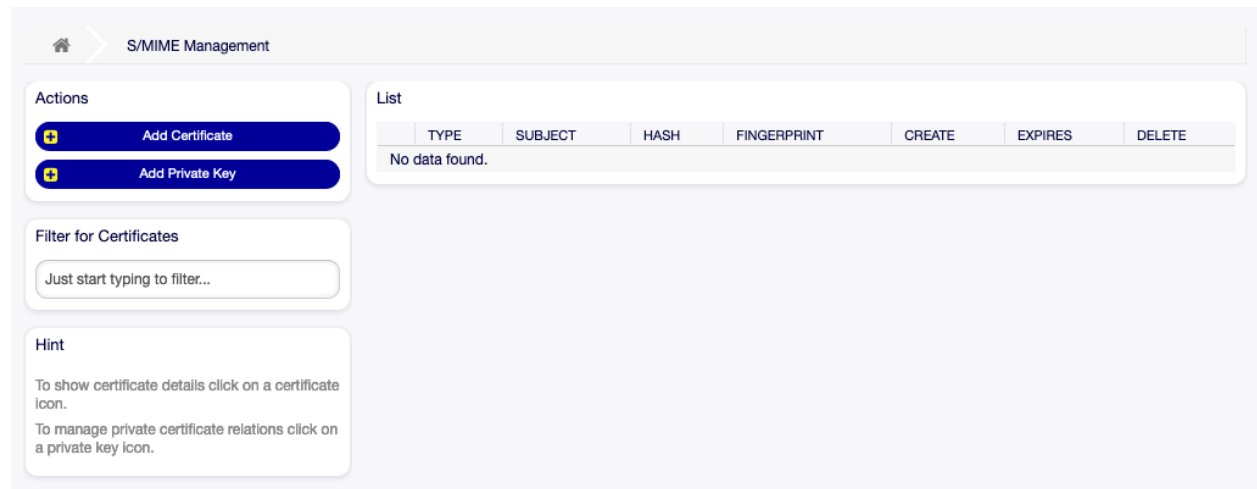 S/MIME Management
Actions
Add Certificate
Add Private Key
Filter for Certificates
Just start typing to filter...
Hint
To show certificate details click on a certificate
icon.
To manage private certificate relations click on
a private key icon.
List
TYPE SUBJECT HASH FINGERPRINT CREATE EXPIRES DELETE
No data found.